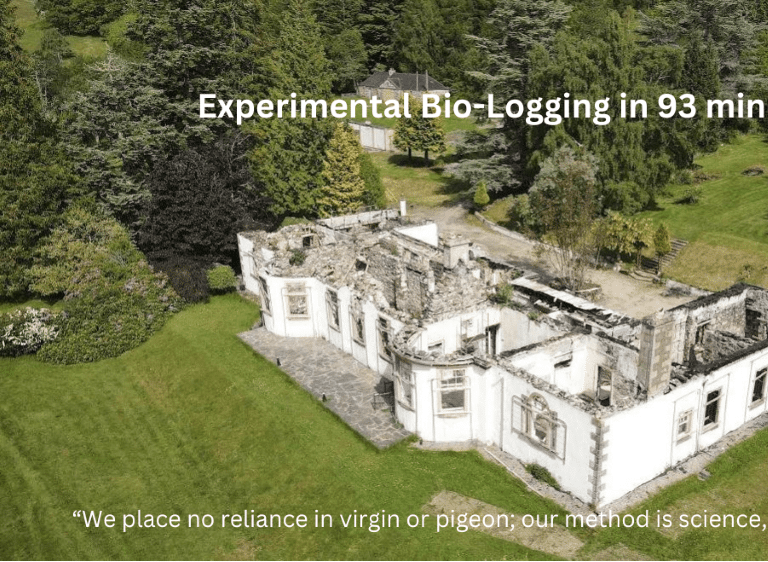 Experimental Bio-Logging in 93 min
“We place no reliance in virgin or pigeon; our method is science,